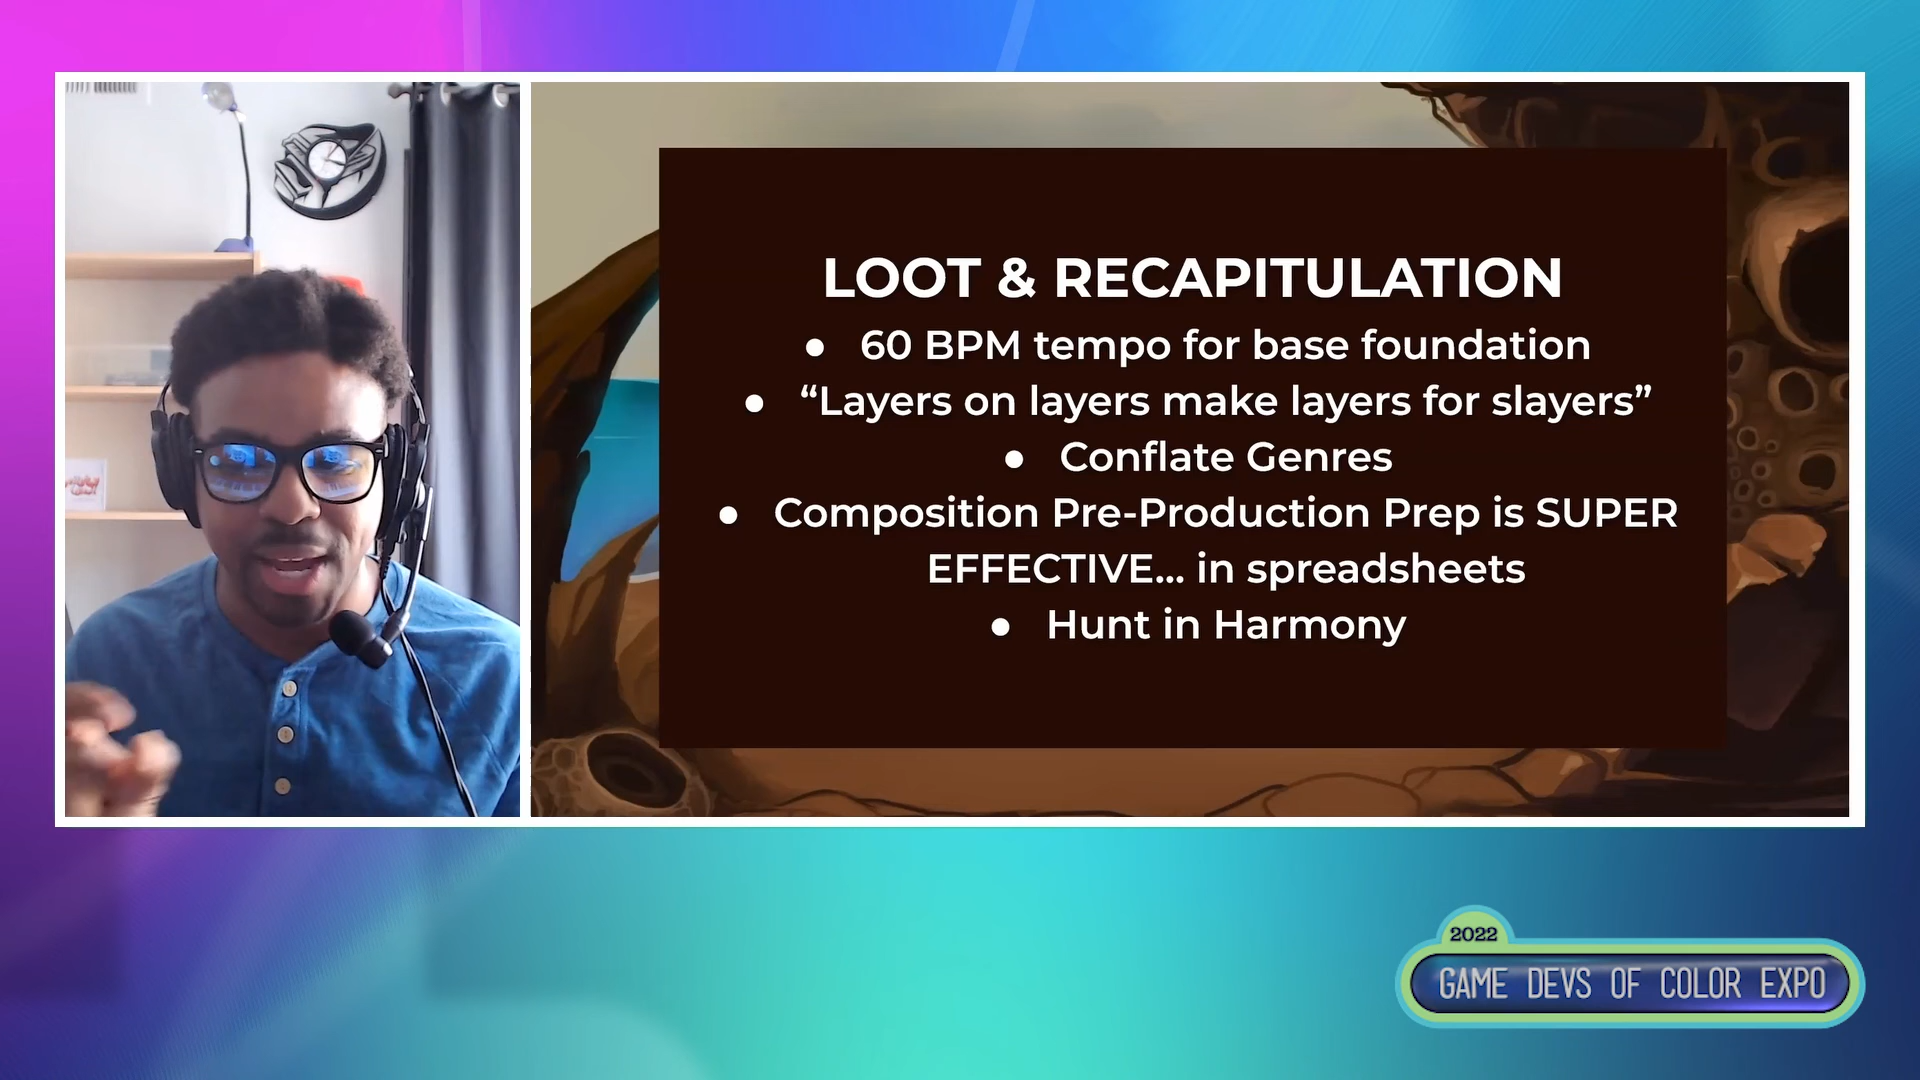 LOOT & RECAPITULATION
● 60 BPM tempo for base foundation
● “Layers on layers make layers for slayers”
● Conflate Genres
● Composition Pre-Production Prep is SUPER
EFFECTIVE... in spreadsheets
● Hunt in Harmony
2022
GAME DEVS OF COLOR EXPO